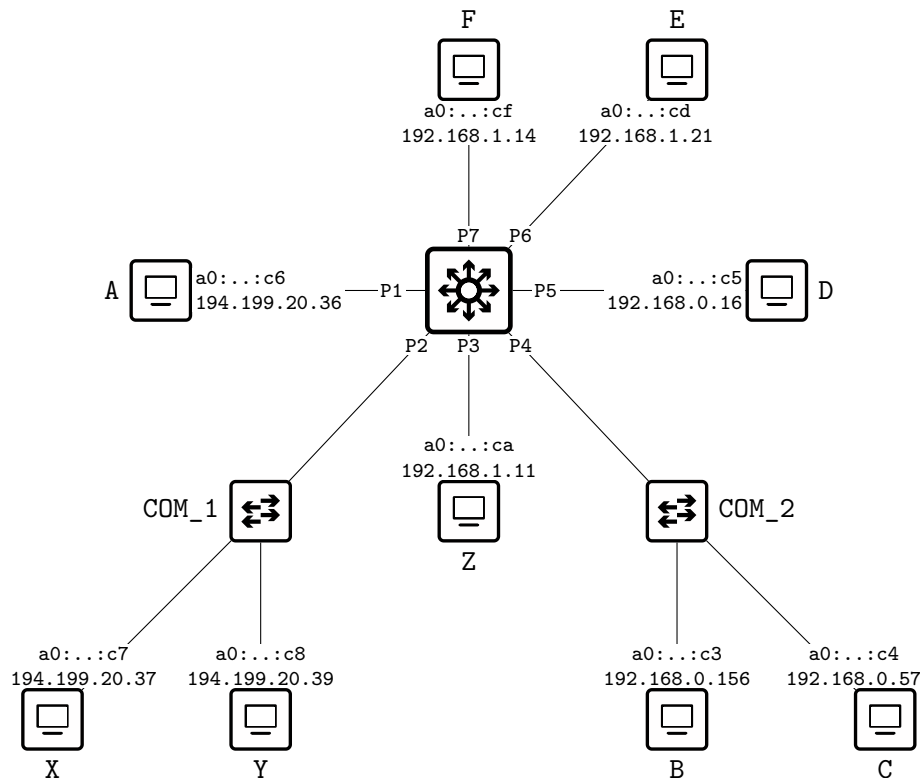 F
E
a0:..:cf
192.168.1.14
a0:..:cd
192.168.1.21
P7
P6
A
a0:..:c6
194.199.20.36
P1
P5
a0:..:c5
192.168.0.16
D
P2
P3
P4
a0:..:ca
192.168.1.11
Z
COM_1
COM_2
a0:..:c7
194.199.20.37
X
a0:..:c8
194.199.20.39
Y
a0:..:c3
192.168.0.156
B
a0:..:c4
192.168.0.57
C